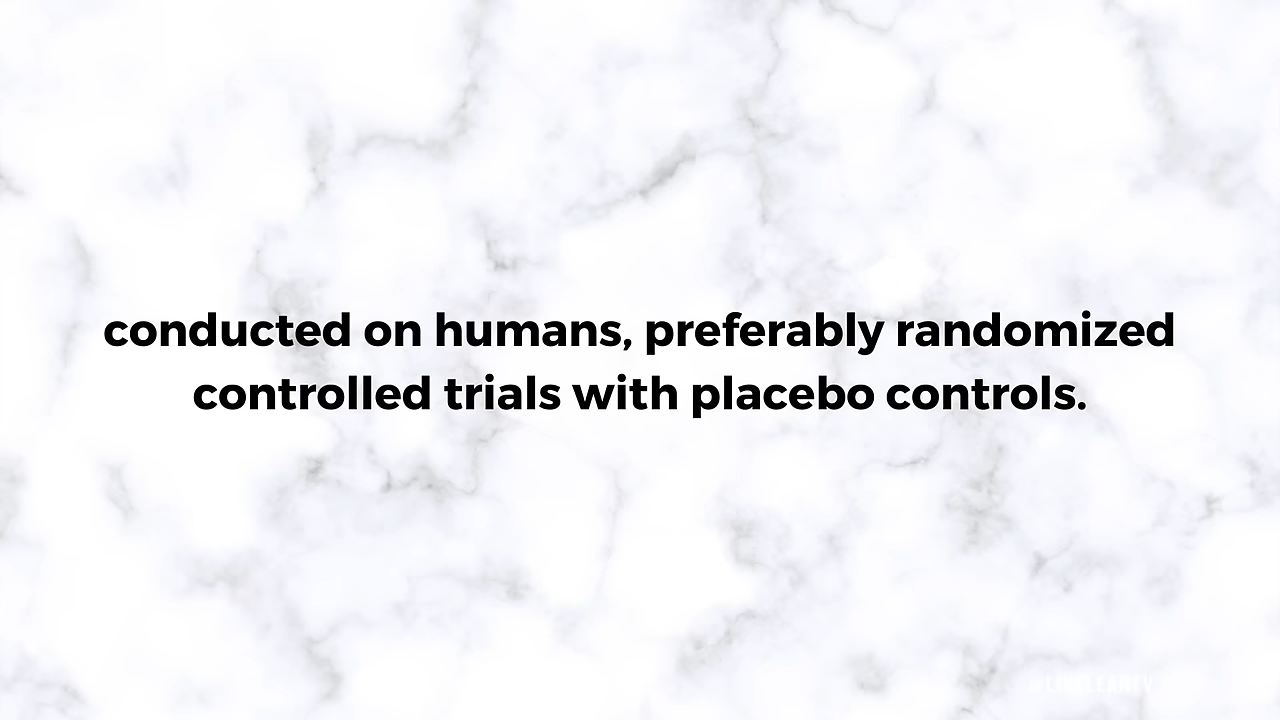 conducted on humans, preferably randomized
controlled trials with placebo controls.